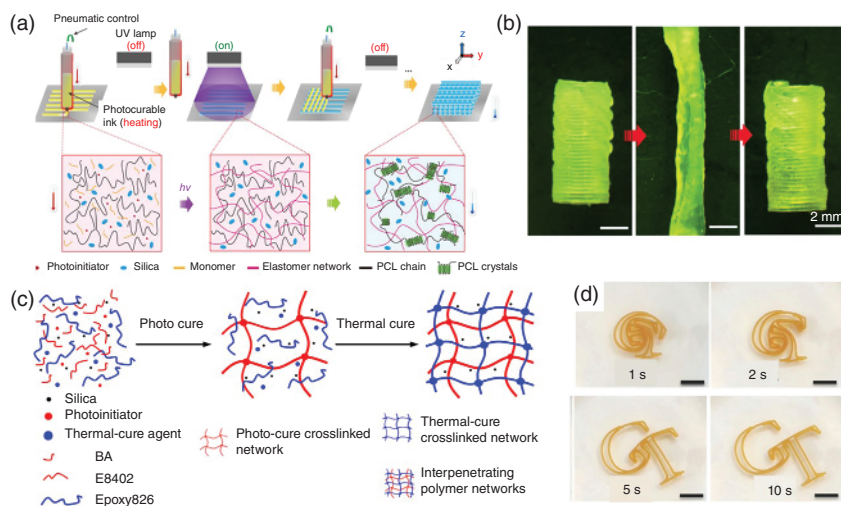 (a)
Pneumatic control
UV lamp
(off)
(on)
(off)
...
z
y
x
Photocurable
ink (heating)
hv
Photoinitiator
Silica
Monomer
Elastomer network
PCL chain
PCL crystals
(b)
2 mm
(c)
Photo cure
Thermal cure
Silica
Photoinitiator
Thermal-cure agent
BA
E8402
Epoxy826
Photo-cure crosslinked
network
Thermal-cure
crosslinked network
Interpenetrating
polymer networks
(d)
1 s
2 s
5 s
10 s